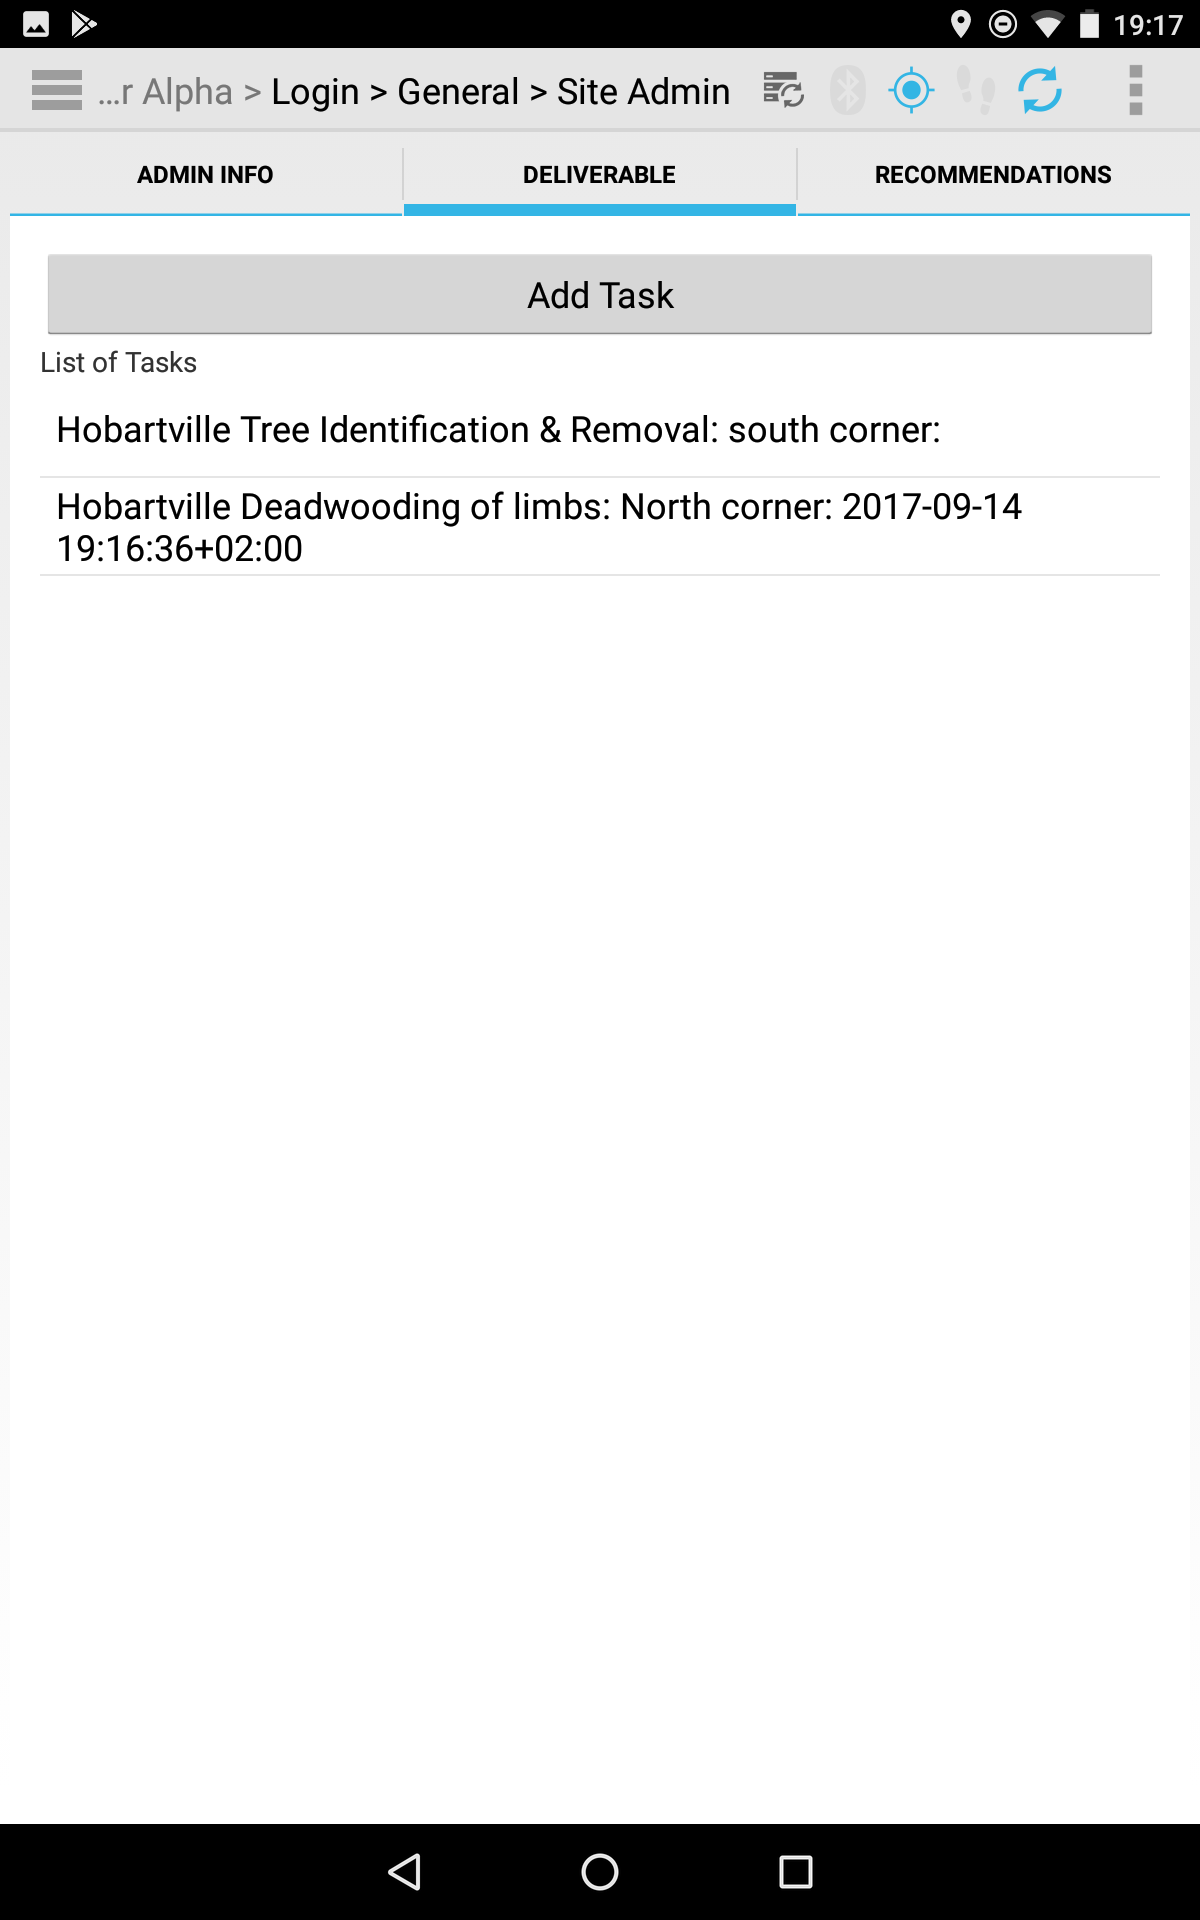 19:17
…r Alpha > Login > General > Site Admin
ADMIN INFO
DELIVERABLE
RECOMMENDATIONS
Add Task
List of Tasks
Hobartville Tree Identification & Removal: south corner:
Hobartville Deadwooding of limbs: North corner: 2017-09-14
19:16:36+02:00